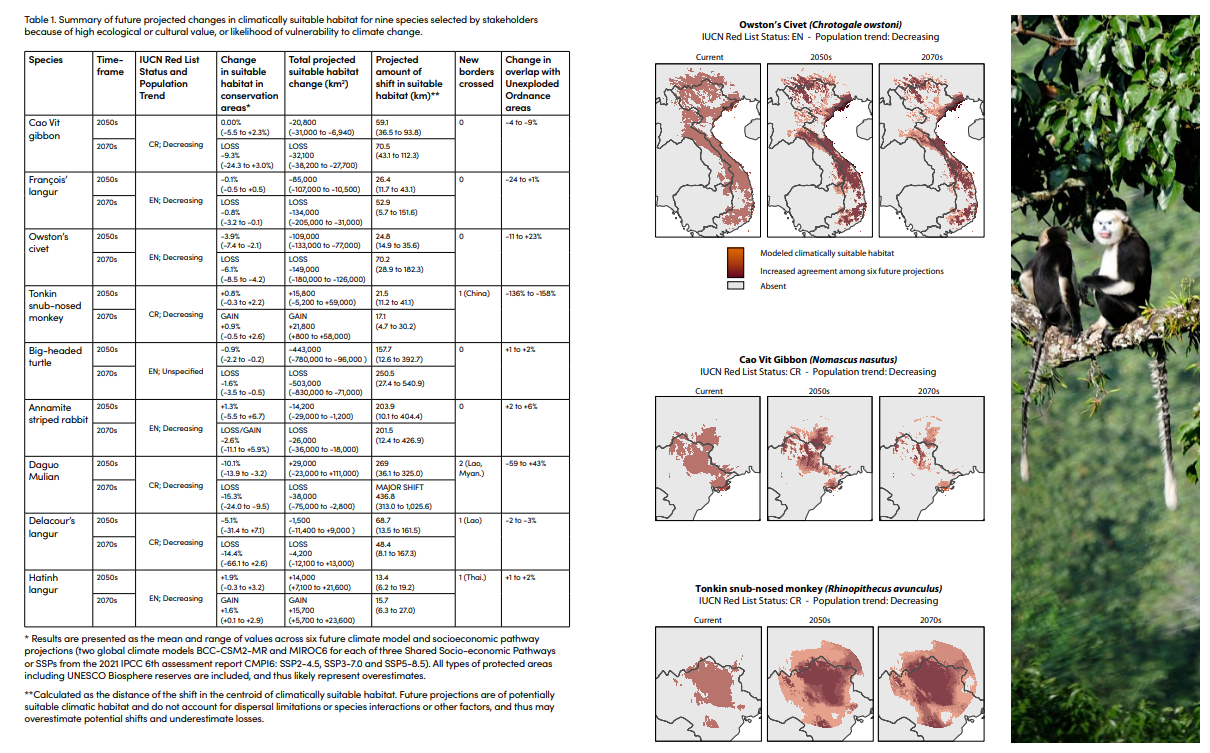 Table 1. Summary of future projected changes in climatically suitable habitat for nine species selected by stakeholders
because of high ecological or cultural value, or likelihood of vulnerability to climate change.
Species Time-frame IUCN Red List Status and Population Trend Change in suitable habitat in conservation areas* Total projected suitable habitat change (km²) Projected amount of shift in suitable habitat (km)** New borders crossed Change in overlap with Unexploded Ordnance areas
Cao Vit gibbon 2050s CR; Decreasing 0.00% (-5.5 to +2.3%) -20,800 (-31,000 to -6,940) 59.1 (36.5 to 93.8) 0 -4 to -9%
2070s LOSS -9.3% (-24.3 to +3.0%) LOSS -32,100 (-38,200 to -27,700) 70.5 (43.1 to 112.3)
François' langur 2050s EN; Decreasing -0.1% (-0.5 to +0.5) -85,000 (-107,000 to -10,500) 26.4 (11.7 to 43.1) 0 -24 to +1%
2070s LOSS -0.8% (-3.2 to -0.1) LOSS -134,000 (-205,000 to -31,000) 52.9 (5.7 to 151.6)
Owston's civet 2050s EN; Decreasing -3.9% (-7.4 to -2.1) -109,000 (-133,000 to -77,000) 24.8 (14.9 to 35.6) 0 -11 to +23%
2070s LOSS -6.1% (-8.5 to -4.2) LOSS -149,000 (-180,000 to -126,000) 70.2 (28.9 to 182.3)
Tonkin snub-nosed monkey 2050s CR; Decreasing +0.8% (-0.3 to +2.2) +15,800 (-5,200 to +59,000) 21.5 (11.2 to 41.1) 1 (China) -136% to -158%
2070s GAIN +0.9% (-0.5 to +2.6) GAIN +21,800 (+800 to +58,000) 17.1 (4.7 to 30.2)
Big-headed turtle 2050s EN; Unspecified -0.9% (-2.2 to -0.2) -443,000 (-780,000 to -96,000 ) 157.7 (12.6 to 392.7) 0 +1 to +2%
2070s LOSS -1.6% (-3.5 to -0.5) LOSS -503,000 (-830,000 to -71,000) 250.5 (27.4 to 540.9)
Annamite striped rabbit 2050s EN; Decreasing +1.3% (-5.5 to +6.7) -14,200 (-29,000 to -1,200) 203.9 (10.1 to 404.4) 0 +2 to +6%
2070s LOSS/GAIN -2.6% (-11.1 to +5.9%) LOSS -26,000 (-36,000 to -18,000) 201.5 (12.4 to 426.9)
Daguo Mulian 2050s CR; Decreasing -10.1% (-13.9 to -3.2) +29,000 (-23,000 to +111,000) 269 (36.1 to 325.0) 2 (Lao, Myan.) -59 to +43%
2070s LOSS -15.3% (-24.0 to -9.5) LOSS -38,000 (-75,000 to -2,800) MAJOR SHIFT 436.8 (313.0 to 1,025.6)
Delacour's langur 2050s CR; Decreasing -5.1% (-31.4 to +7.1) -1,500 (-11,400 to +9,000 ) 68.7 (13.5 to 161.5) 1 (Lao) -2 to -3%
2070s LOSS -14.4% (-66.1 to +2.6) LOSS -4,200 (-12,100 to +13,000) 48.4 (8.1 to 167.3)
Hatinh langur 2050s EN; Decreasing +1.9% (-0.3 to +3.2) +14,000 (+7,100 to +21,600) 13.4 (6.2 to 19.2) 1 (Thai.) +1 to +2%
2070s GAIN +1.6% (+0.1 to +2.9) GAIN +15,700 (+5,700 to +23,600) 15.7 (6.3 to 27.0)
* Results are presented as the mean and range of values across six future climate model and socioeconomic pathway
projections (two global climate models BCC-CSM2-MR and MIROC6 for each of three Shared Socio-economic Pathways
or SSPs from the 2021 IPCC 6th assessment report CMPI6: SSP2-4.5, SSP3-7.0 and SSP5-8.5). All types of protected areas
including UNESCO Biosphere reserves are included, and thus likely represent overestimates.
**Calculated as the distance of the shift in the centroid of climatically suitable habitat. Future projections are of potentially
suitable climatic habitat and do not account for dispersal limitations or species interactions or other factors, and thus may
overestimate potential shifts and underestimate losses.
Owston's Civet (Chrotogale owstoni)
IUCN Red List Status: EN - Population trend: Decreasing
Current 2050s 2070s
Modeled climatically suitable habitat
Increased agreement among six future projections
Absent
Cao Vit Gibbon (Nomascus nasutus)
IUCN Red List Status: CR - Population trend: Decreasing
Current 2050s 2070s
Tonkin snub-nosed monkey (Rhinopithecus avunculus)
IUCN Red List Status: CR - Population trend: Decreasing
Current 2050s 2070s